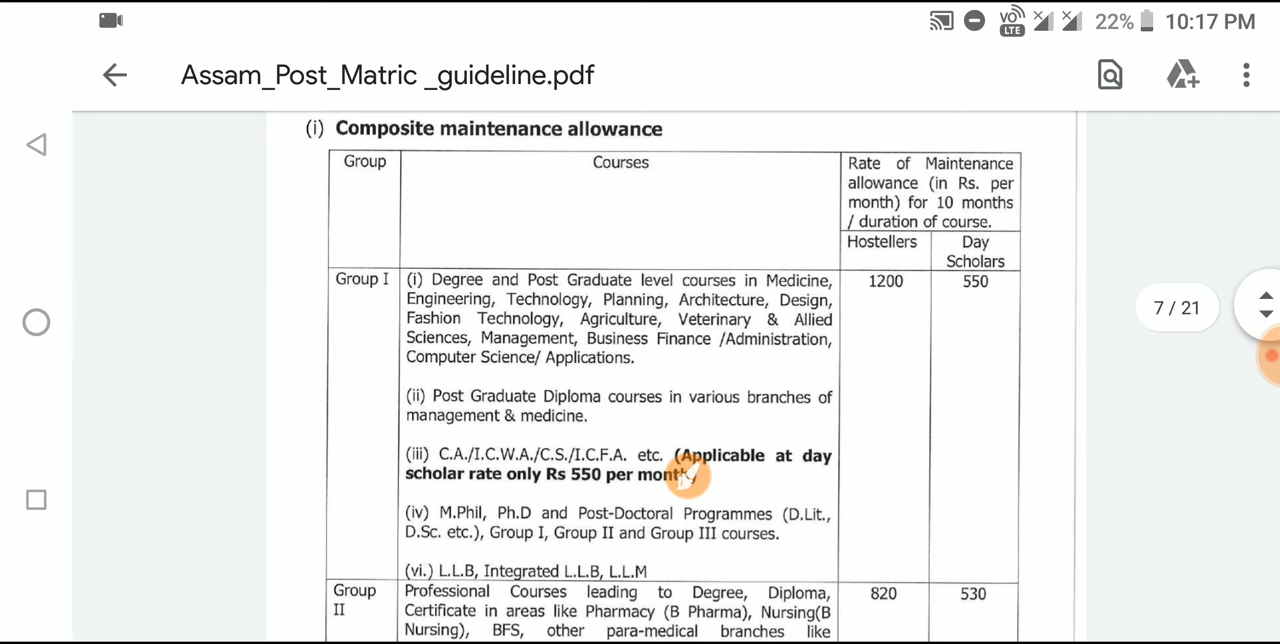 VO LTE 22% 10:17 PM
Assam_Post_Matric _guideline.pdf
(i) Composite maintenance allowance
Group Courses Rate of Maintenance
allowance (in Rs. per
month) for 10 months
/ duration of course.
Hostellers Day
Scholars
Group I (i) Degree and Post Graduate level courses in Medicine, 1200 550
Engineering, Technology, Planning, Architecture, Design,
Fashion Technology, Agriculture, Veterinary & Allied
Sciences, Management, Business Finance /Administration,
Computer Science/ Applications.
7 / 21
(ii) Post Graduate Diploma courses in various branches of
management & medicine.
(iii) C.A./I.C.W.A./C.S./I.C.F.A. etc. (Applicable at day
scholar rate only Rs 550 per month)
(iv) M.Phil, Ph.D and Post-Doctoral Programmes (D.Lit.,
D.Sc. etc.), Group I, Group II and Group III courses.
(vi.) L.L.B, Integrated L.L.B, L.L.M
Group Professional Courses leading to Degree, Diploma, 820 530
II Certificate in areas like Pharmacy (B Pharma), Nursing(B
Nursing), BFS, other para-medical branches like